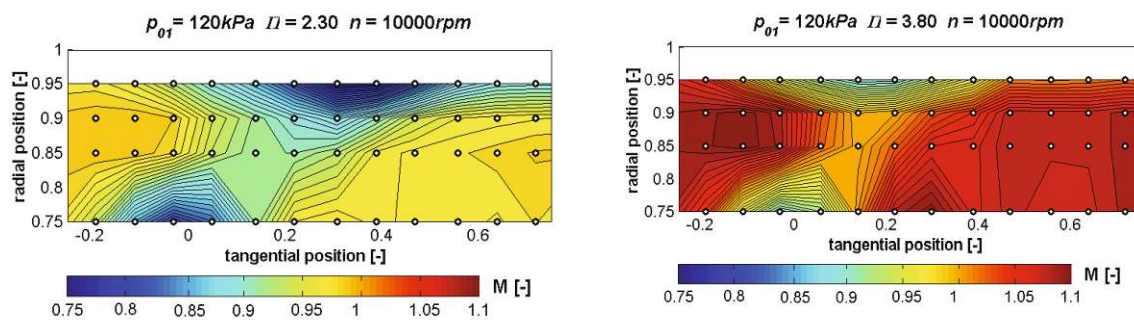 p01= 120kPa Π = 2.30 n = 10000rpm
radial position [-]
1
0.95
0.9
0.85
0.8
0.75
-0.2 0 0.2 0.4 0.6
tangential position [-]
M [-]
0.75 0.8 0.85 0.9 0.95 1 1.05 1.1
p01= 120kPa Π = 3.80 n = 10000rpm
radial position [-]
1
0.95
0.9
0.85
0.8
0.75
-0.2 0 0.2 0.4 0.6
tangential position [-]
M [-]
0.75 0.8 0.85 0.9 0.95 1 1.05 1.1